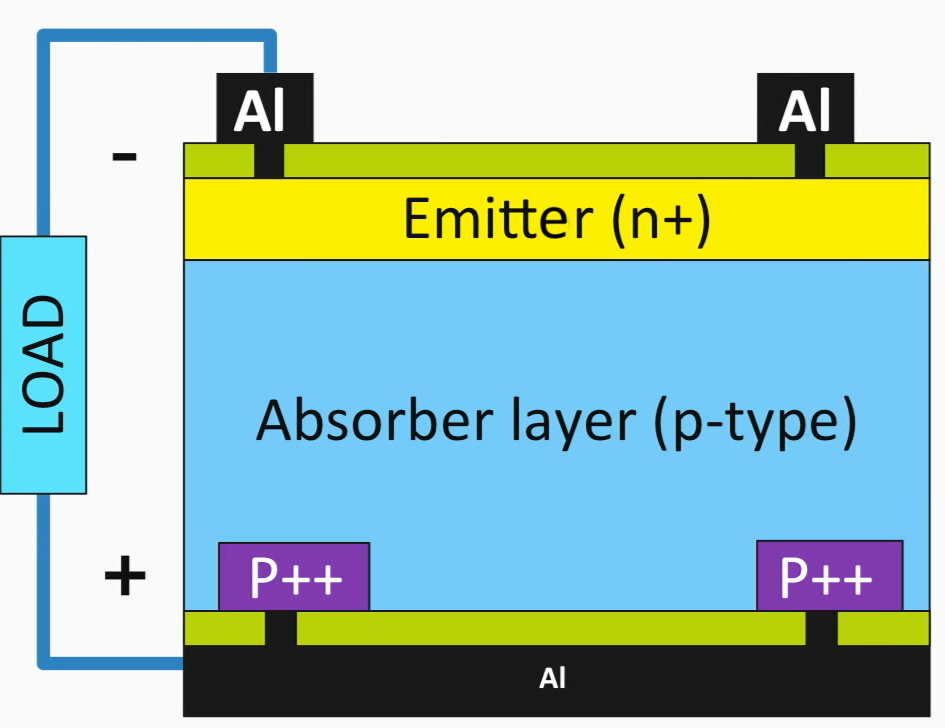 Al
Al
-
Emitter (n+)
LOAD
Absorber layer (p-type)
+
P++
P++
Al